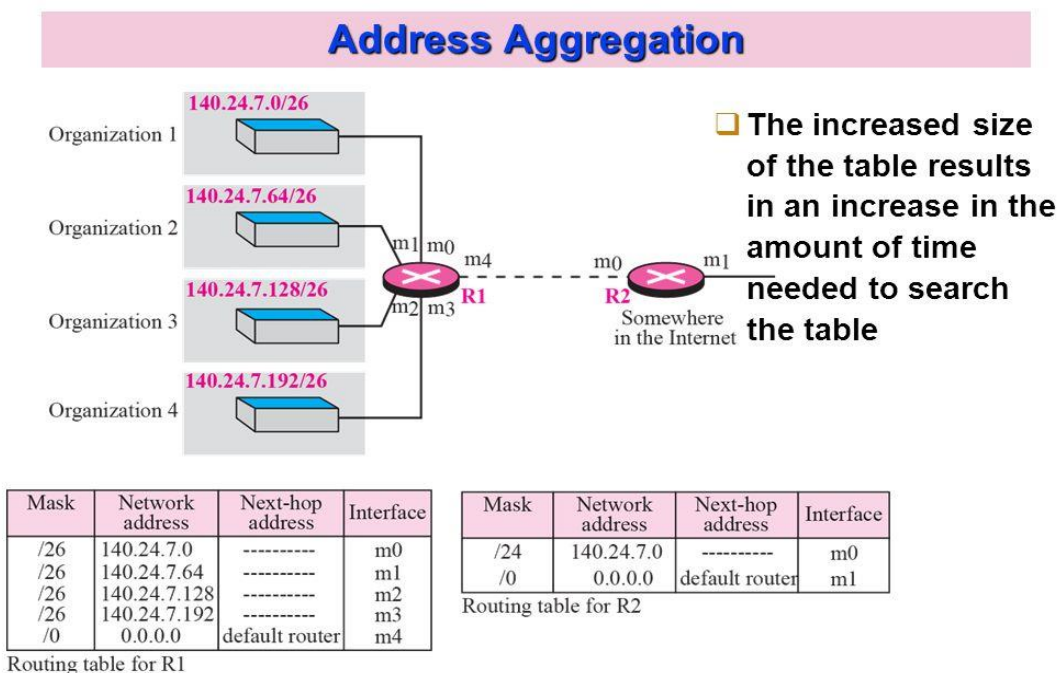 Address Aggregation
140.24.7.0/26
Organization 1
140.24.7.64/26
Organization 2
140.24.7.128/26
Organization 3
140.24.7.192/26
Organization 4
m1 m0
m4
m2 m3
R1
m0
m1
R2
Somewhere
in the Internet
❑ The increased size
of the table results
in an increase in the
amount of time
needed to search
the table
Mask Network address Next-hop address Interface
/26 140.24.7.0 ---------- m0
/26 140.24.7.64 ---------- m1
/26 140.24.7.128 ---------- m2
/26 140.24.7.192 ---------- m3
/0 0.0.0.0 default router m4
Routing table for R1
Mask Network address Next-hop address Interface
/24 140.24.7.0 ---------- m0
/0 0.0.0.0 default router m1
Routing table for R2